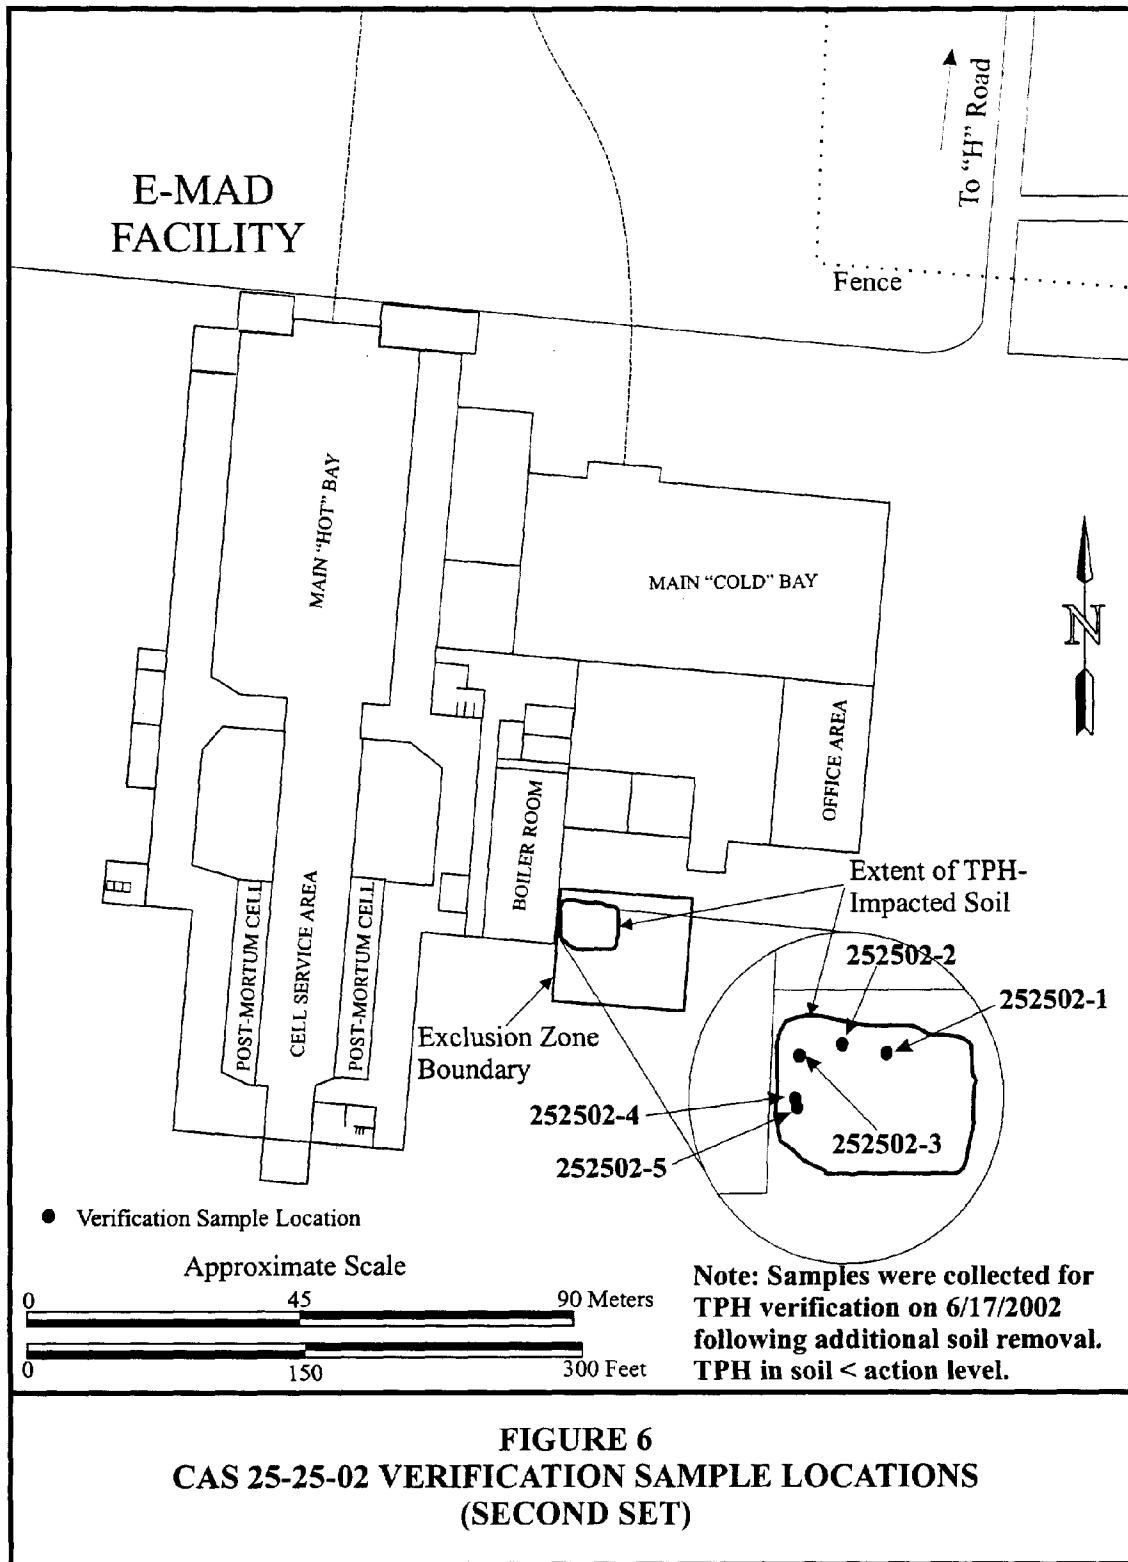 E-MAD
FACILITY
To "H" Road
Fence
MAIN "HOT" BAY
MAIN "COLD" BAY
N
OFFICE AREA
BOILER ROOM
POST-MORTUM CELL
CELL SERVICE AREA
POST-MORTUM CELL
Extent of TPH-
Impacted Soil
252502-2
252502-1
Exclusion Zone
Boundary
252502-4
252502-3
252502-5
Verification Sample Location
Approximate Scale
0 45 90 Meters
0 150 300 Feet
Note: Samples were collected for
TPH verification on 6/17/2002
following additional soil removal.
TPH in soil < action level.
FIGURE 6
CAS 25-25-02 VERIFICATION SAMPLE LOCATIONS
(SECOND SET)